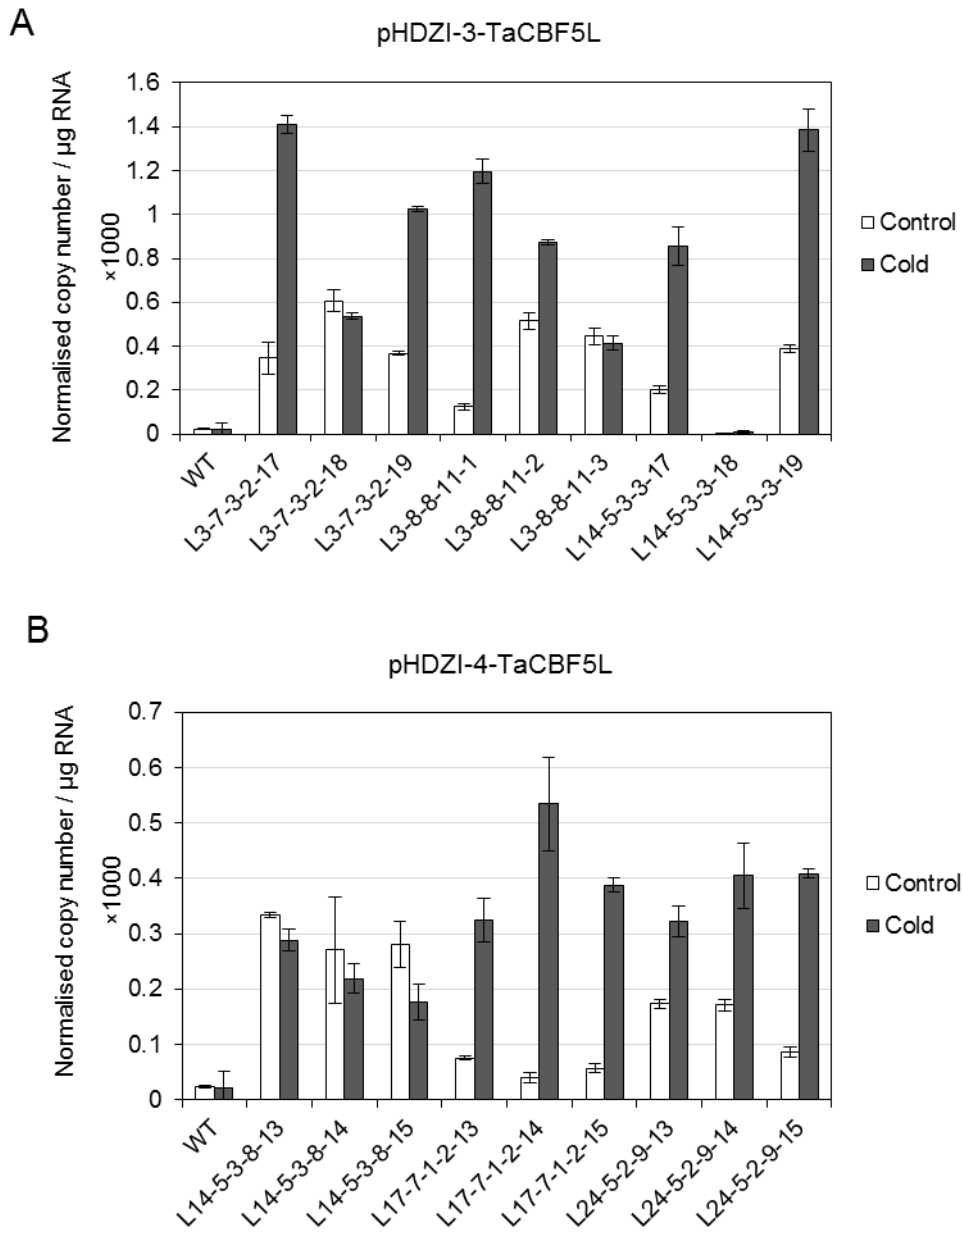 A
pHDZI-3-TaCBF5L
Normalised copy number / µg RNA
×1000
1.6
1.4
1.2
1
0.8
0.6
0.4
0.2
0
Control
Cold
WT
L3-7-3-2-17
L3-7-3-2-18
L3-7-3-2-19
L3-8-8-11-1
L3-8-8-11-2
L3-8-8-11-3
L14-5-3-3-17
L14-5-3-3-18
L14-5-3-3-19
B
pHDZI-4-TaCBF5L
Normalised copy number / µg RNA
×1000
0.7
0.6
0.5
0.4
0.3
0.2
0.1
0
Control
Cold
WT
L14-5-3-8-13
L14-5-3-8-14
L14-5-3-8-15
L17-7-1-2-13
L17-7-1-2-14
L17-7-1-2-15
L24-5-2-9-13
L24-5-2-9-14
L24-5-2-9-15